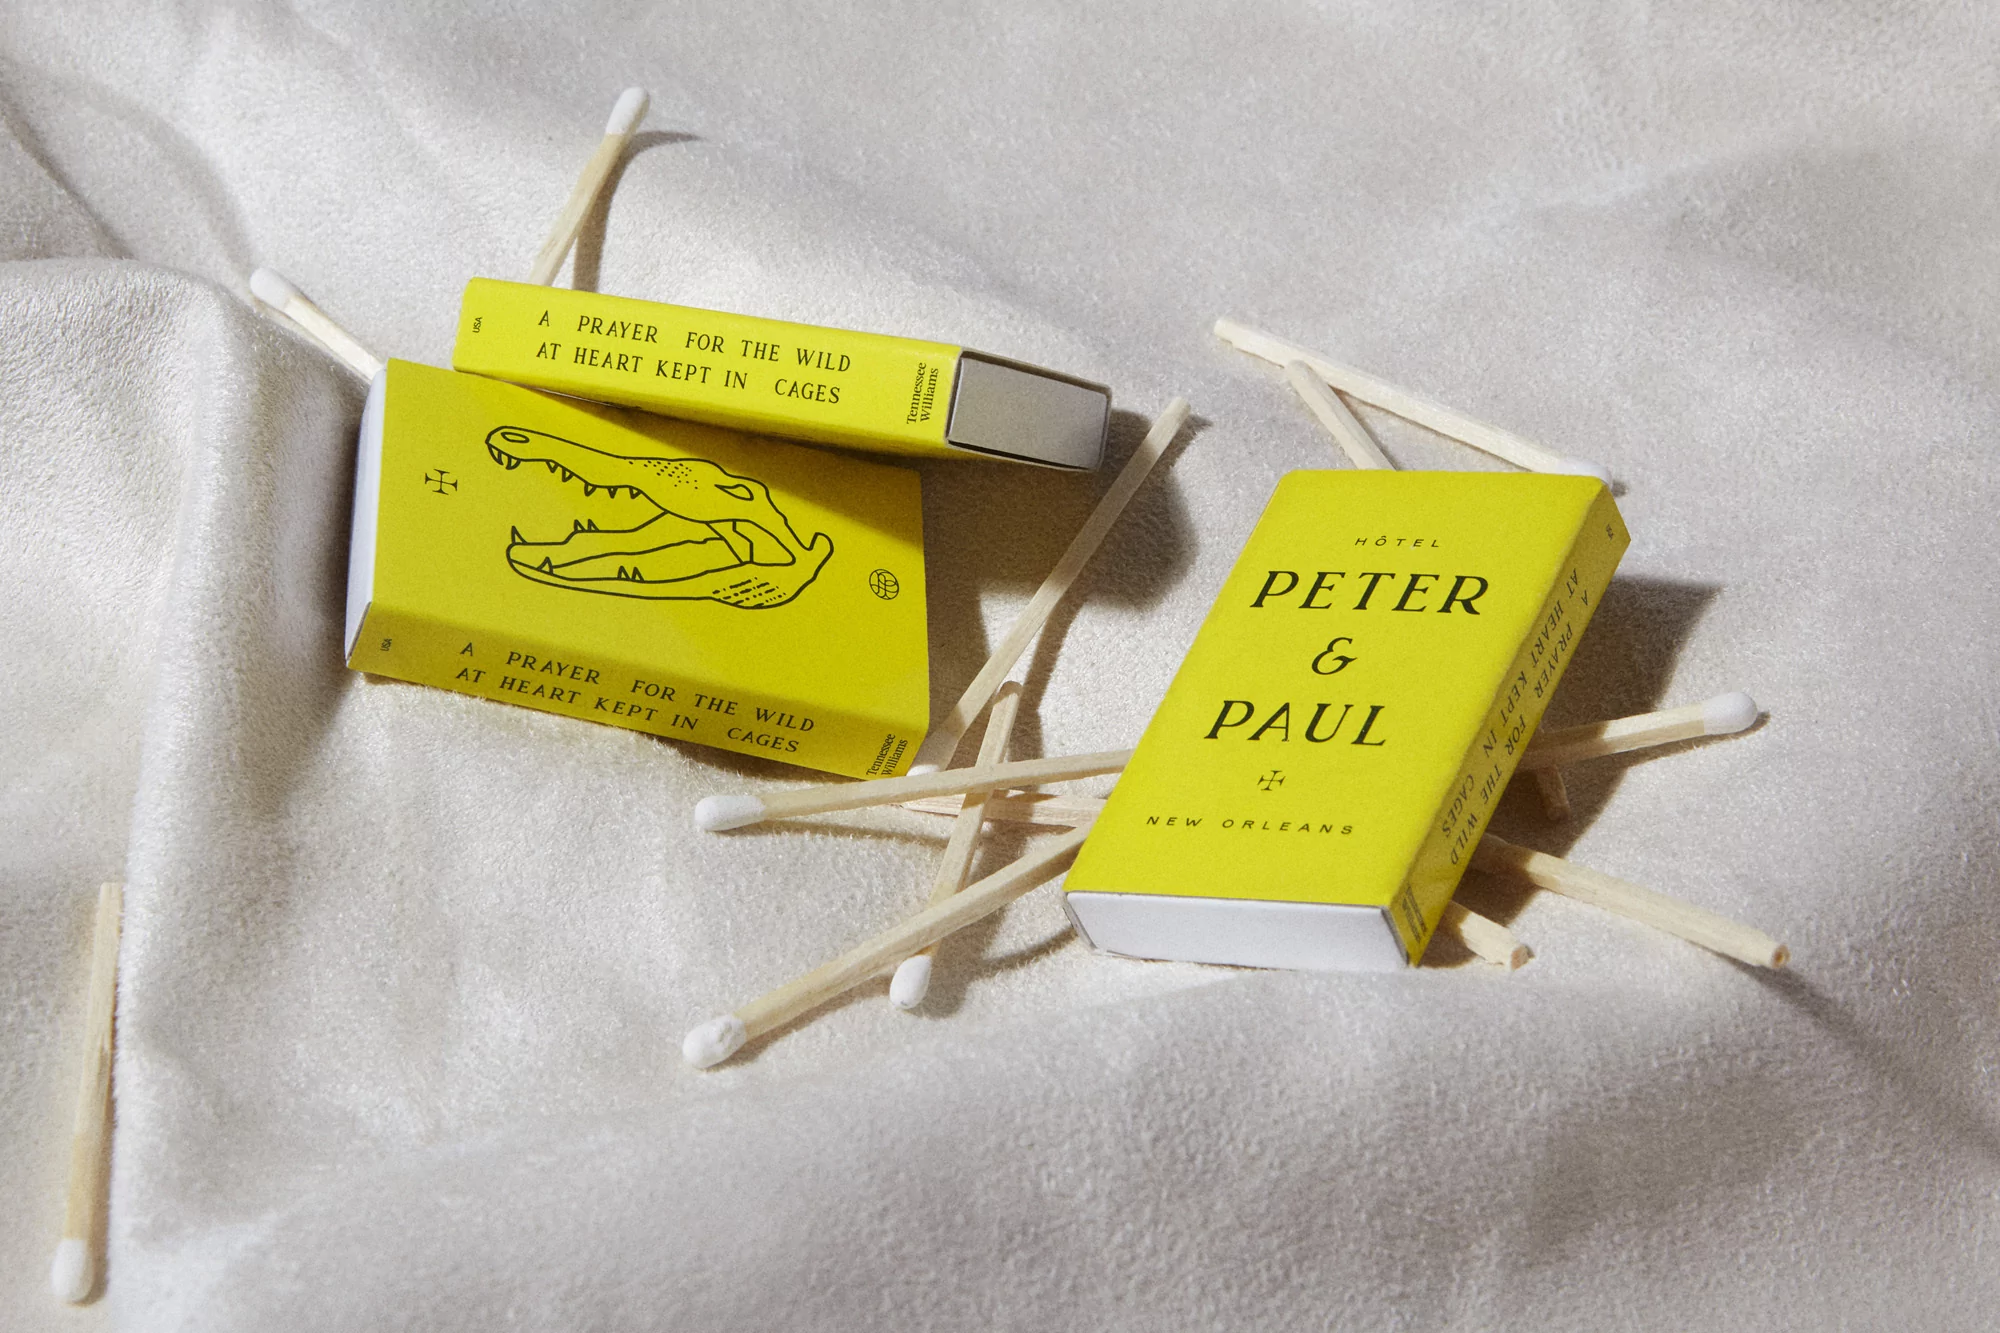 USA
A PRAYER FOR THE WILD
AT HEART KEPT IN CAGES
Tennessee
Williams
USA
A PRAYER FOR THE WILD
AT HEART KEPT IN CAGES
Tennessee
Williams
HÔTEL
PETER
&
PAUL
NEW ORLEANS
A PRAYER FOR THE WILD
AT HEART KEPT IN CAGES